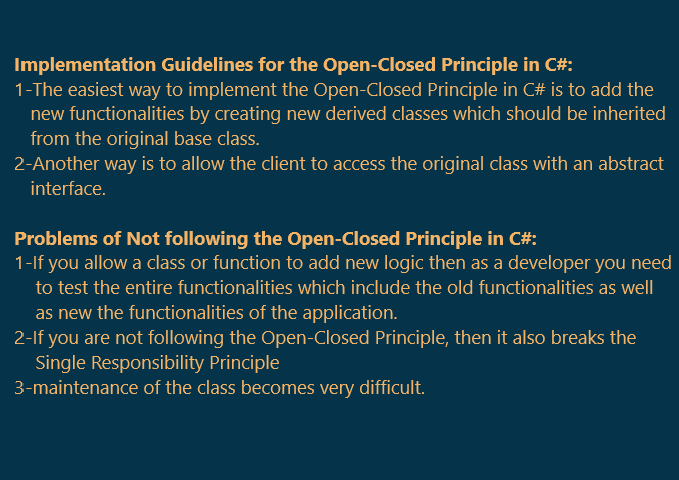 Implementation Guidelines for the Open-Closed Principle in C#:
1-The easiest way to implement the Open-Closed Principle in C# is to add the
new functionalities by creating new derived classes which should be inherited
from the original base class.
2-Another way is to allow the client to access the original class with an abstract
interface.
Problems of Not following the Open-Closed Principle in C#:
1-If you allow a class or function to add new logic then as a developer you need
to test the entire functionalities which include the old functionalities as well
as new the functionalities of the application.
2-If you are not following the Open-Closed Principle, then it also breaks the
Single Responsibility Principle
3-maintenance of the class becomes very difficult.